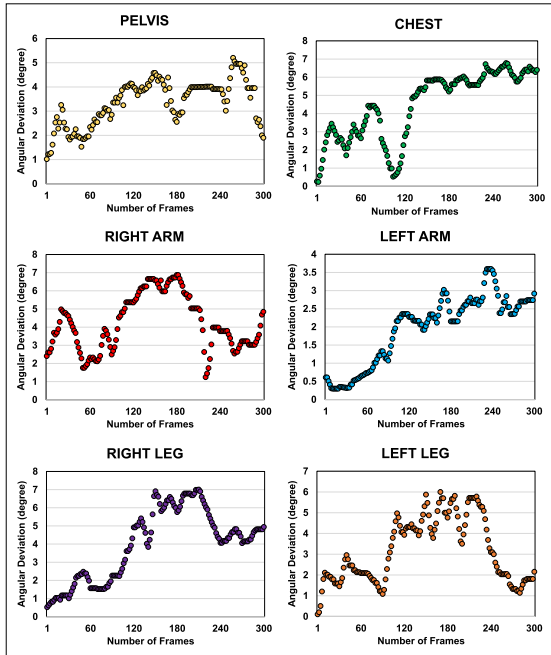 PELVIS
Angular Deviation (degree)
6
5
4
3
2
1
0
1 60 120 180 240 300
Number of Frames
CHEST
Angular Deviation (degree)
8
7
6
5
4
3
2
1
0
1 60 120 180 240 300
Number of Frames
RIGHT ARM
Angular Deviation (degree)
8
7
6
5
4
3
2
1
0
1 60 120 180 240 300
Number of Frames
LEFT ARM
Angular Deviation (degree)
4
3.5
3
2.5
2
1.5
1
0.5
0
1 60 120 180 240 300
Number of Frames
RIGHT LEG
Angular Deviation (degree)
8
7
6
5
4
3
2
1
0
1 60 120 180 240 300
Number of Frames
LEFT LEG
Angular Deviation (degree)
7
6
5
4
3
2
1
0
1 60 120 180 240 300
Number of Frames